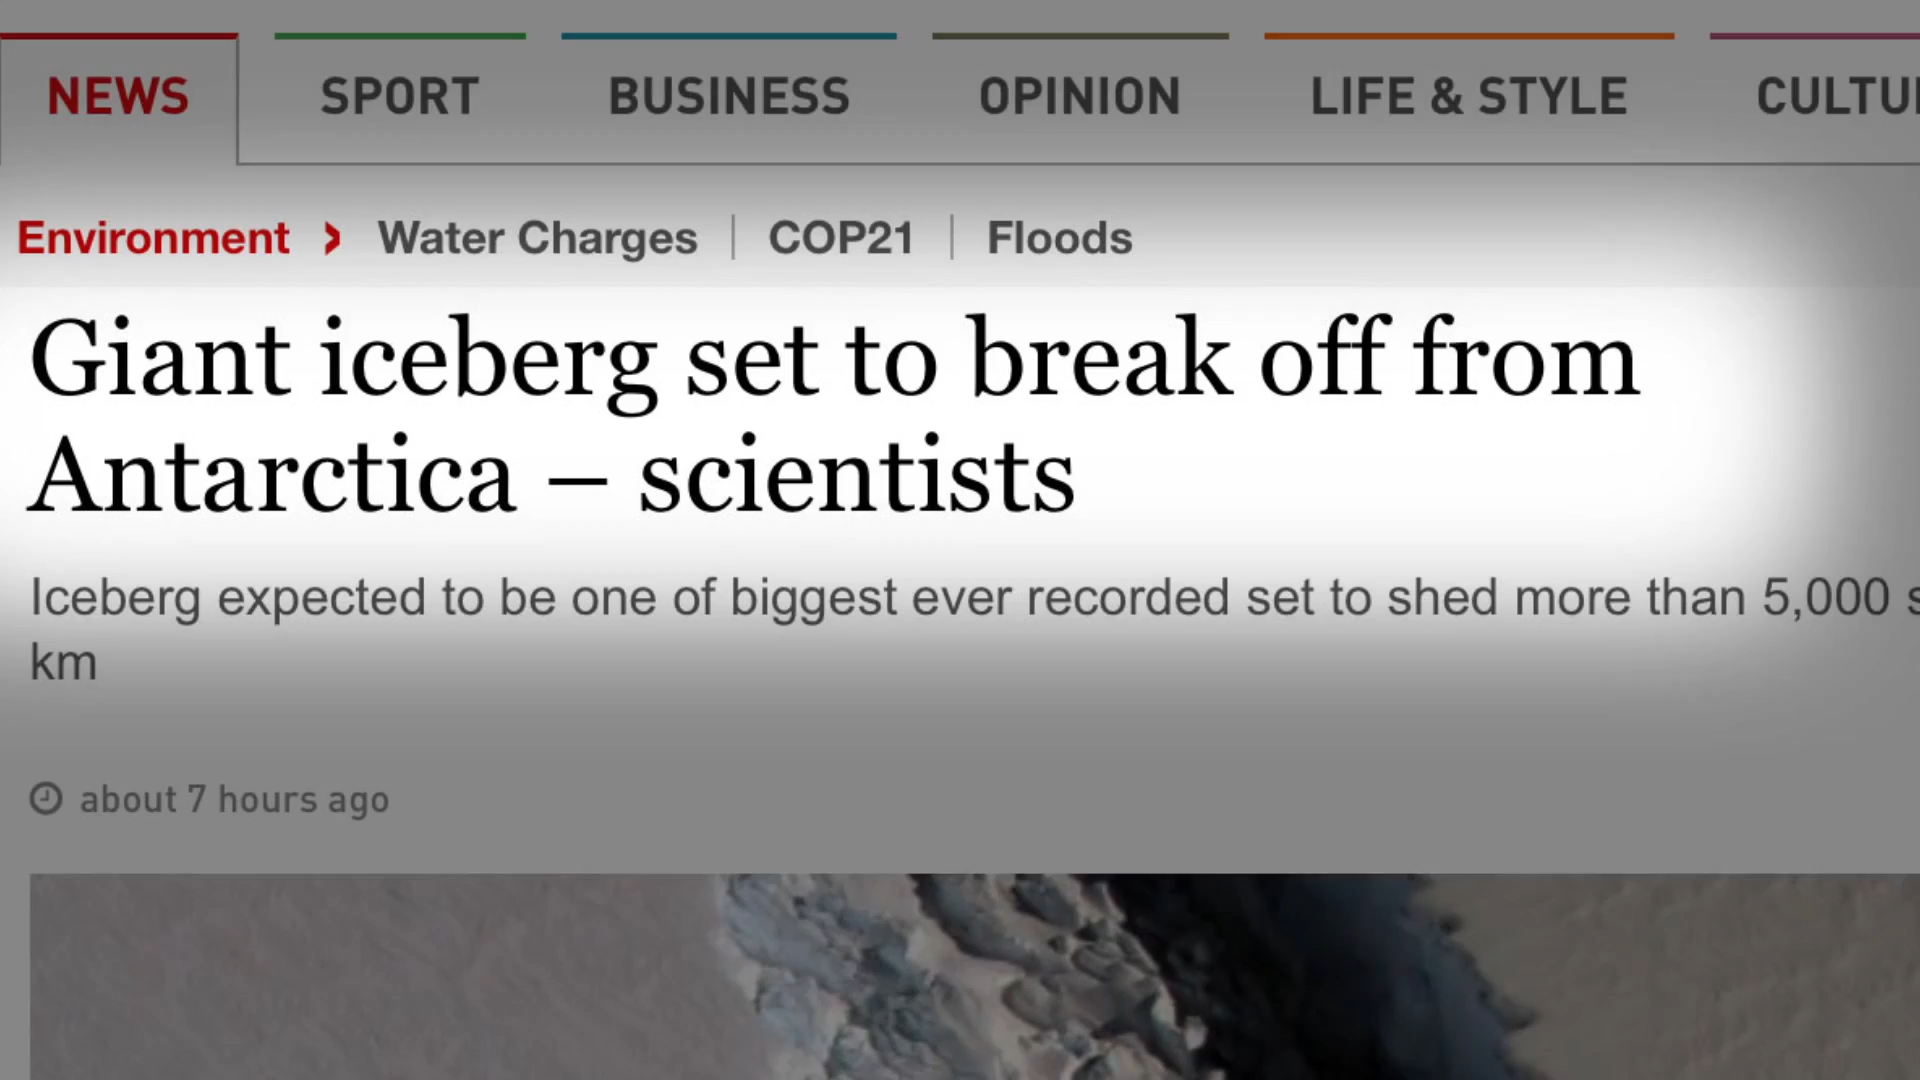 NEWS SPORT BUSINESS OPINION LIFE & STYLE
Environment › Water Charges | COP21 | Floods
Giant iceberg set to break off from
Antarctica – scientists
Iceberg expected to be one of biggest ever recorded set to shed more than 5,000
km
about 7 hours ago